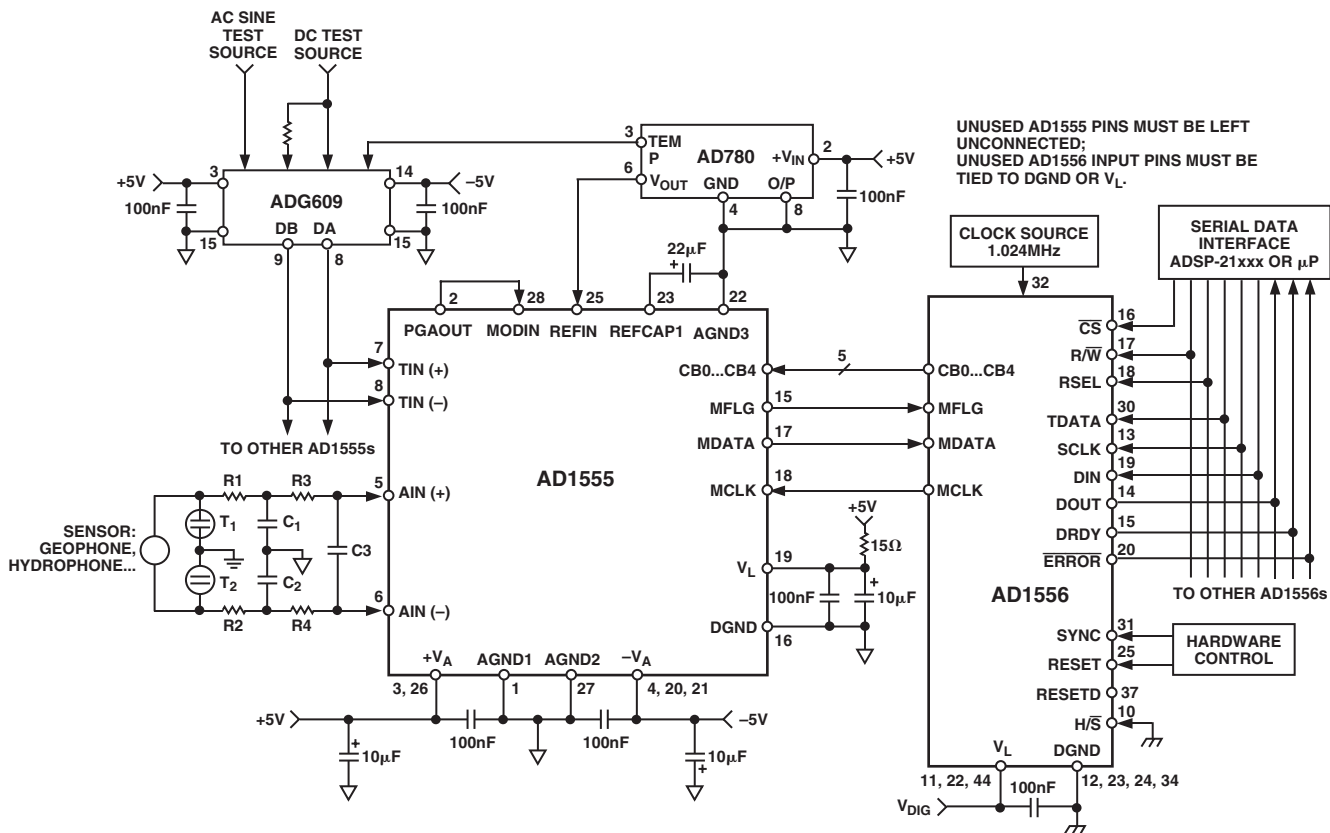 AC SINE
TEST
SOURCE
DC TEST
SOURCE
+5V
3
14
–5V
100nF
ADG609
100nF
15
DB
DA
15
9
8
3
TEM
P
6
VOUT
AD780
+VIN
2
+5V
GND
O/P
4
8
100nF
22µF
+
UNUSED AD1555 PINS MUST BE LEFT
UNCONNECTED;
UNUSED AD1556 INPUT PINS MUST BE
TIED TO DGND OR VL.
CLOCK SOURCE
1.024MHz
32
SERIAL DATA
INTERFACE
ADSP-21xxx OR µP
2
28
25
23
22
PGAOUT
MODIN
REFIN
REFCAP1
AGND3
7
TIN (+)
8
TIN (–)
TO OTHER AD1555s
AD1555
CB0...CB4
5
CB0...CB4
MFLG
15
MFLG
MDATA
17
MDATA
MCLK
18
MCLK
SENSOR:
GEOPHONE,
HYDROPHONE...
R1
R3
5
AIN (+)
T1
C1
C3
T2
C2
R2
R4
6
AIN (–)
+5V
15Ω
VL
19
100nF
+
10µF
DGND
16
+VA
AGND1
AGND2
–VA
3, 26
1
27
4, 20, 21
+5V
–5V
+
10µF
100nF
100nF
10µF
+
AD1556
CS
16
R/W
17
RSEL
18
TDATA
30
SCLK
13
DIN
19
DOUT
14
DRDY
15
ERROR
20
TO OTHER AD1556s
SYNC
31
RESET
25
HARDWARE
CONTROL
RESETD
37
H/S
10
VL
DGND
11, 22, 44
12, 23, 24, 34
100nF
VDIG